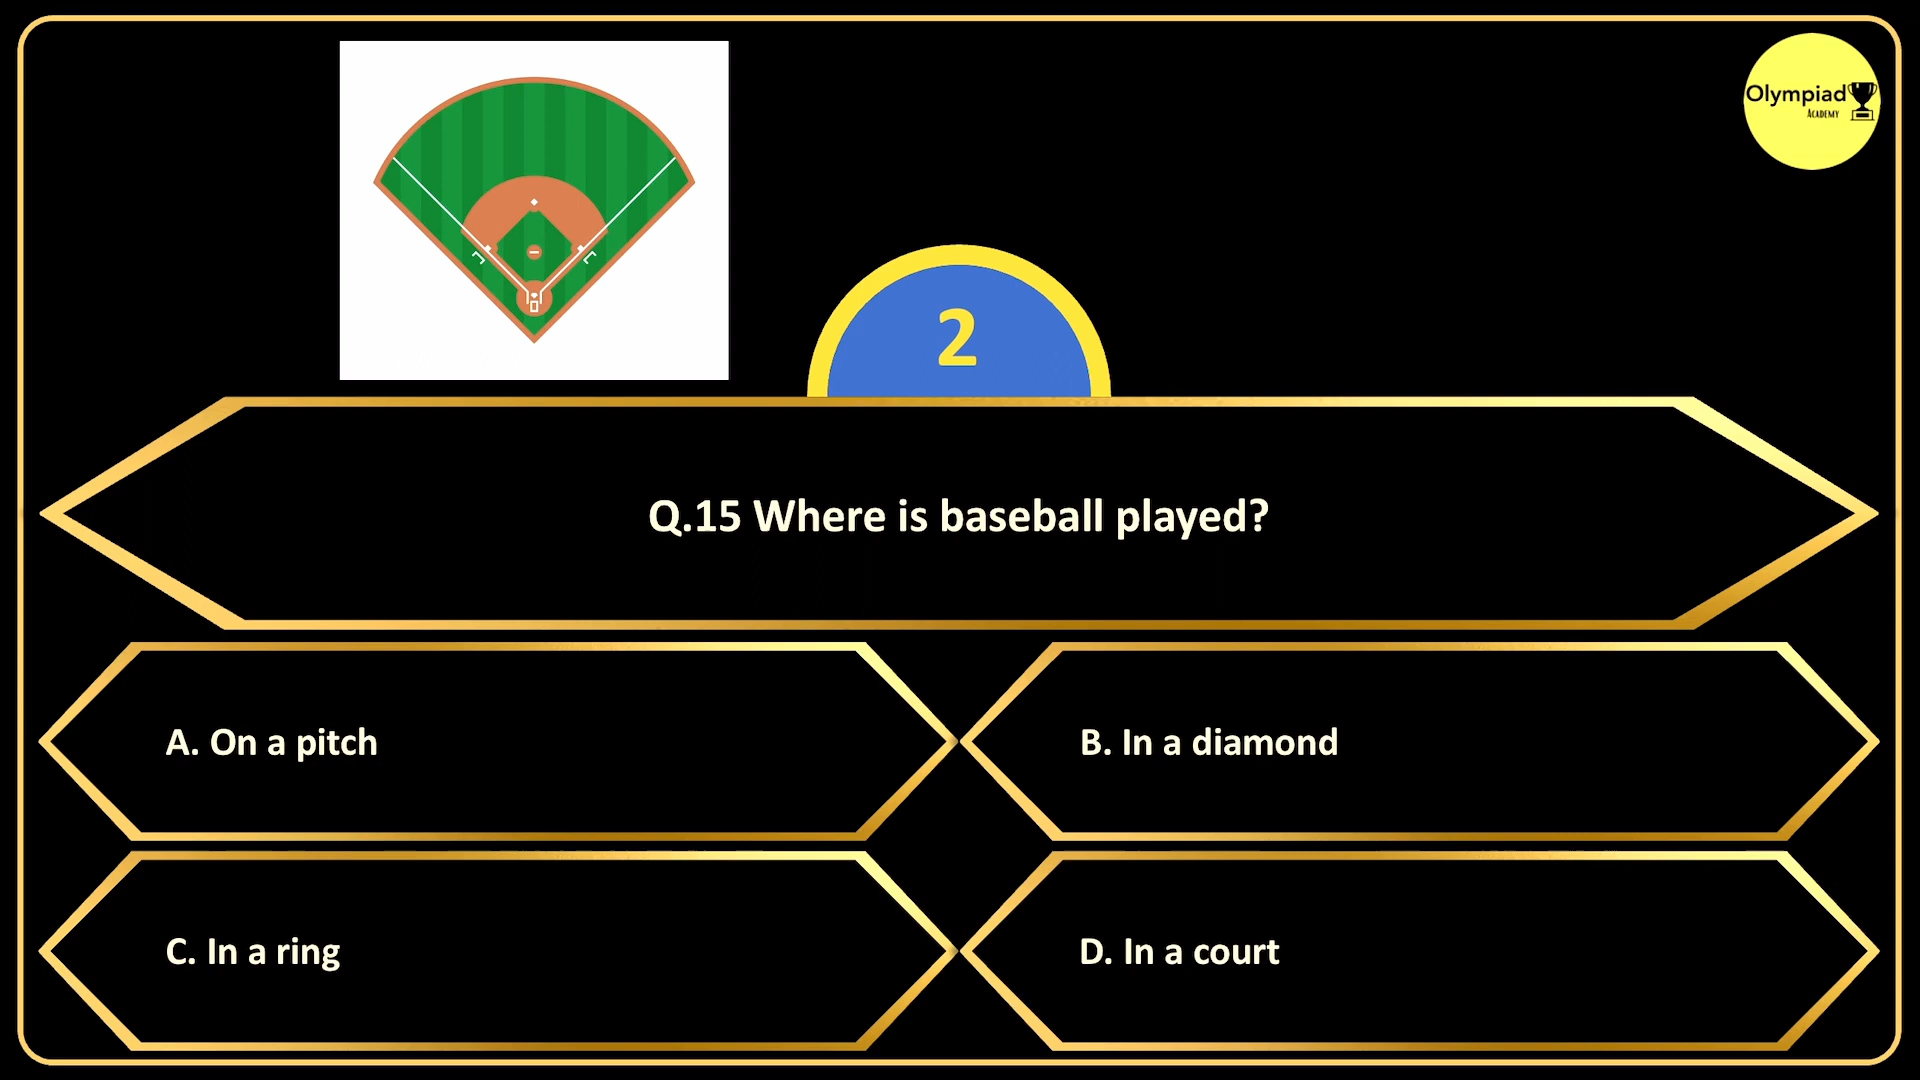 Olympiad
Academy
2
Q.15 Where is baseball played?
A. On a pitch
B. In a diamond
C. In a ring
D. In a court